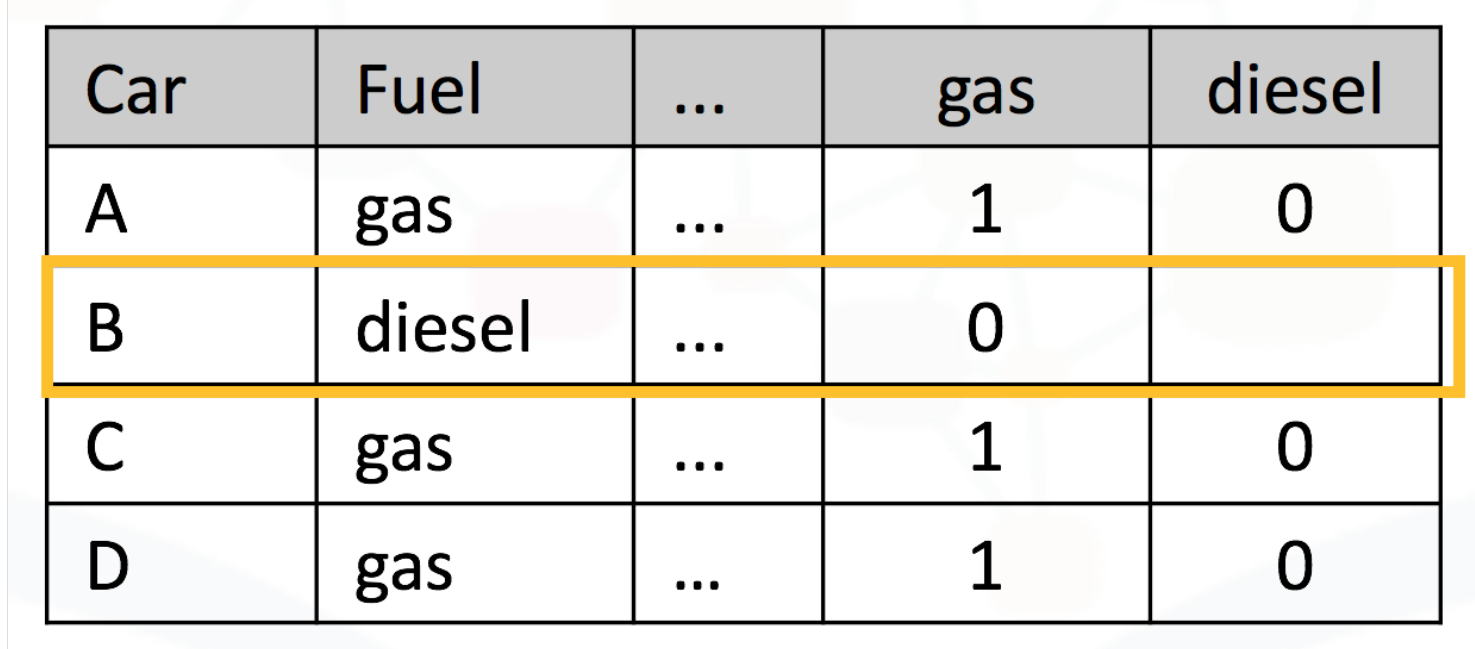 Car Fuel ... gas diesel
A gas ... 1 0
B diesel ... 0
C gas ... 1 0
D gas ... 1 0